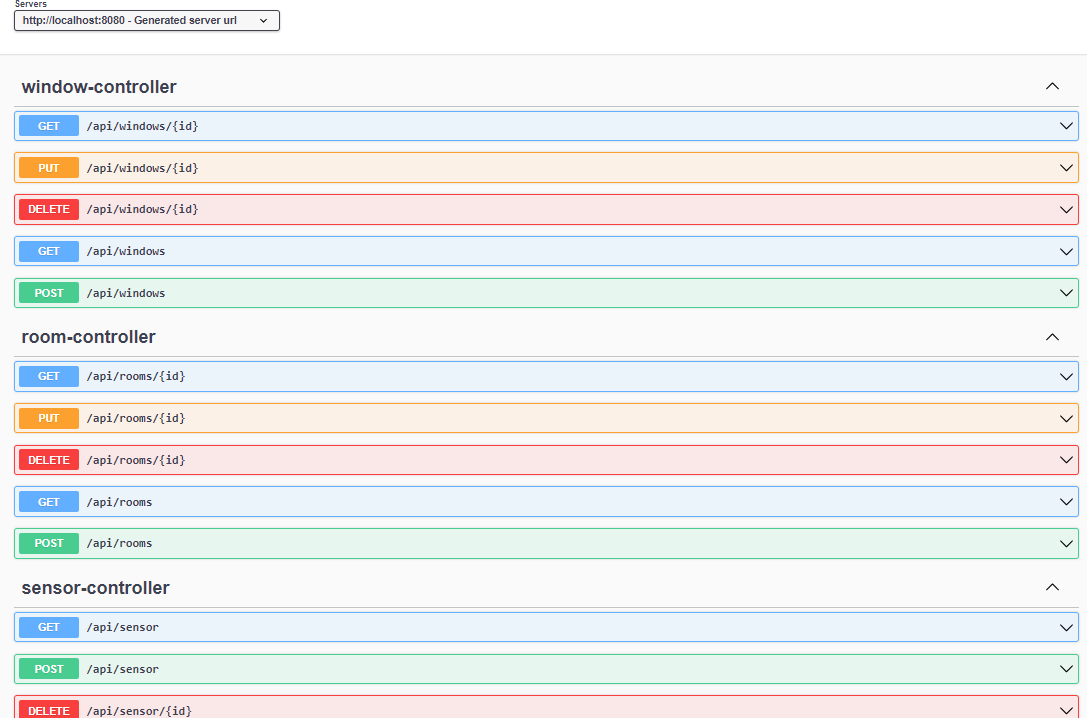 Servers
http://localhost:8080 - Generated server url
window-controller
GET /api/windows/{id}
PUT /api/windows/{id}
DELETE /api/windows/{id}
GET /api/windows
POST /api/windows
room-controller
GET /api/rooms/{id}
PUT /api/rooms/{id}
DELETE /api/rooms/{id}
GET /api/rooms
POST /api/rooms
sensor-controller
GET /api/sensor
POST /api/sensor
DELETE /api/sensor/{id}